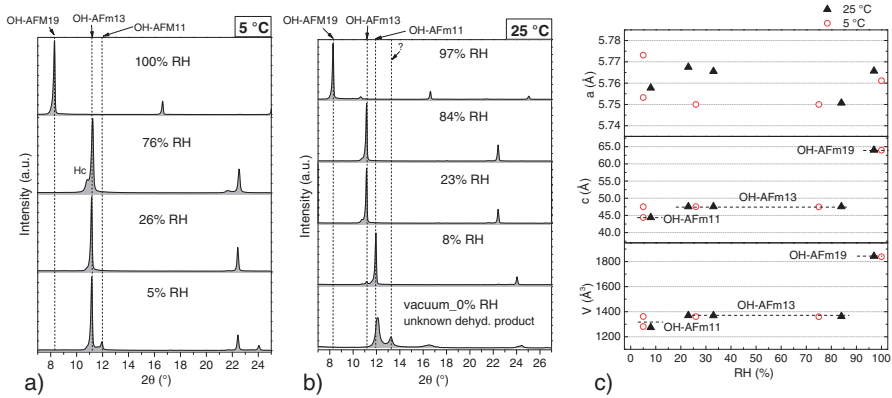 OH-AFM19
OH-AFm13
OH-AFM11
5 °C
100% RH
76% RH
Hc
26% RH
5% RH
Intensity (a.u.)
8 10 12 14 16 18 20 22 24
2θ (°)
a)
OH-AFM19
OH-AFm13
OH-AFm11
?
25 °C
97% RH
84% RH
23% RH
8% RH
vacuum_0% RH
unknown dehyd. product
Intensity (a.u.)
8 10 12 14 16 18 20 22 24 26
2θ (°)
b)
25 °C
5 °C
5.78
5.77
5.76
5.75
5.74
a (Å)
65.0
60.0
55.0
50.0
45.0
40.0
c (Å)
OH-AFm19
OH-AFm13
OH-AFm11
1800
1600
1400
1200
V (Å³)
OH-AFm19
OH-AFm13
OH-AFm11
0 10 20 30 40 50 60 70 80 90 100
RH (%)
c)